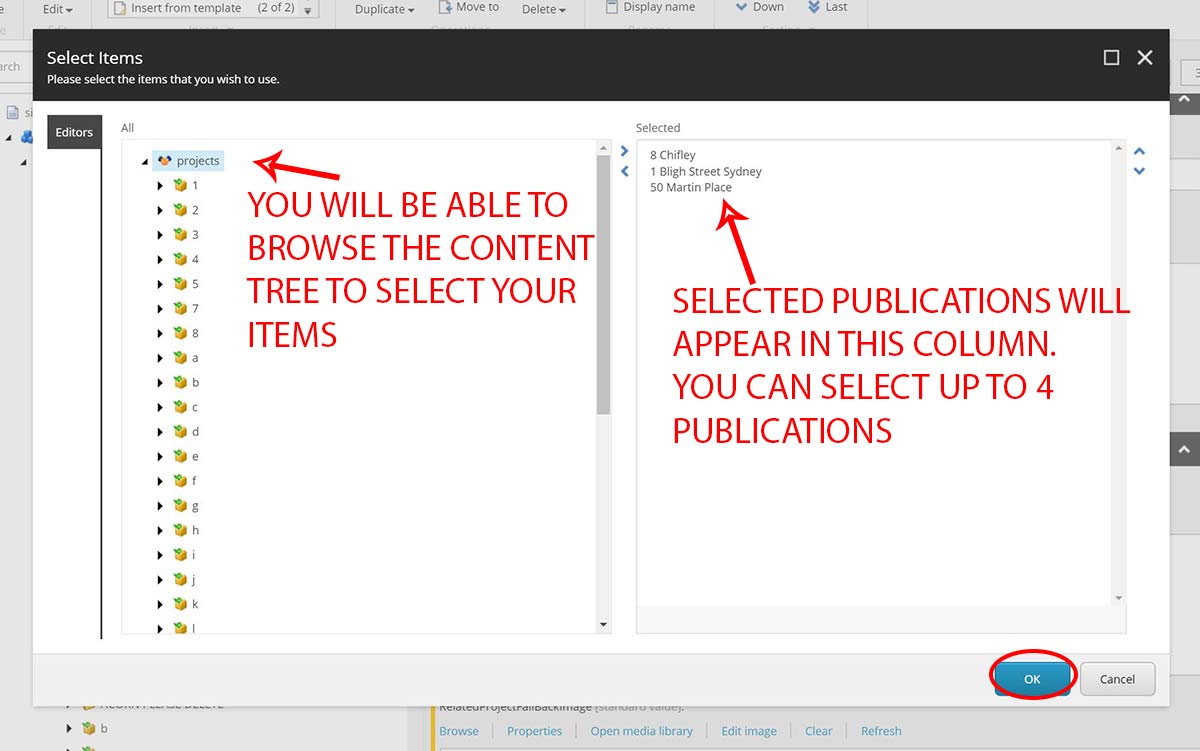 Edit
Insert from template (2 of 2)
Duplicate
Move to
Delete
Display name
Down
Last
Select Items
Please select the items that you wish to use.
Editors
All
projects
1
2
3
4
5
7
8
a
b
c
d
e
f
g
h
i
j
k
l
YOU WILL BE ABLE TO
BROWSE THE CONTENT
TREE TO SELECT YOUR
ITEMS
Selected
8 Chifley
1 Bligh Street Sydney
50 Martin Place
SELECTED PUBLICATIONS WILL
APPEAR IN THIS COLUMN.
YOU CAN SELECT UP TO 4
PUBLICATIONS
OK
Cancel
ACORN PLEASE DELETE
b
RelatedProjectFallBackImage [standard value]:
Browse
Properties
Open media library
Edit image
Clear
Refresh